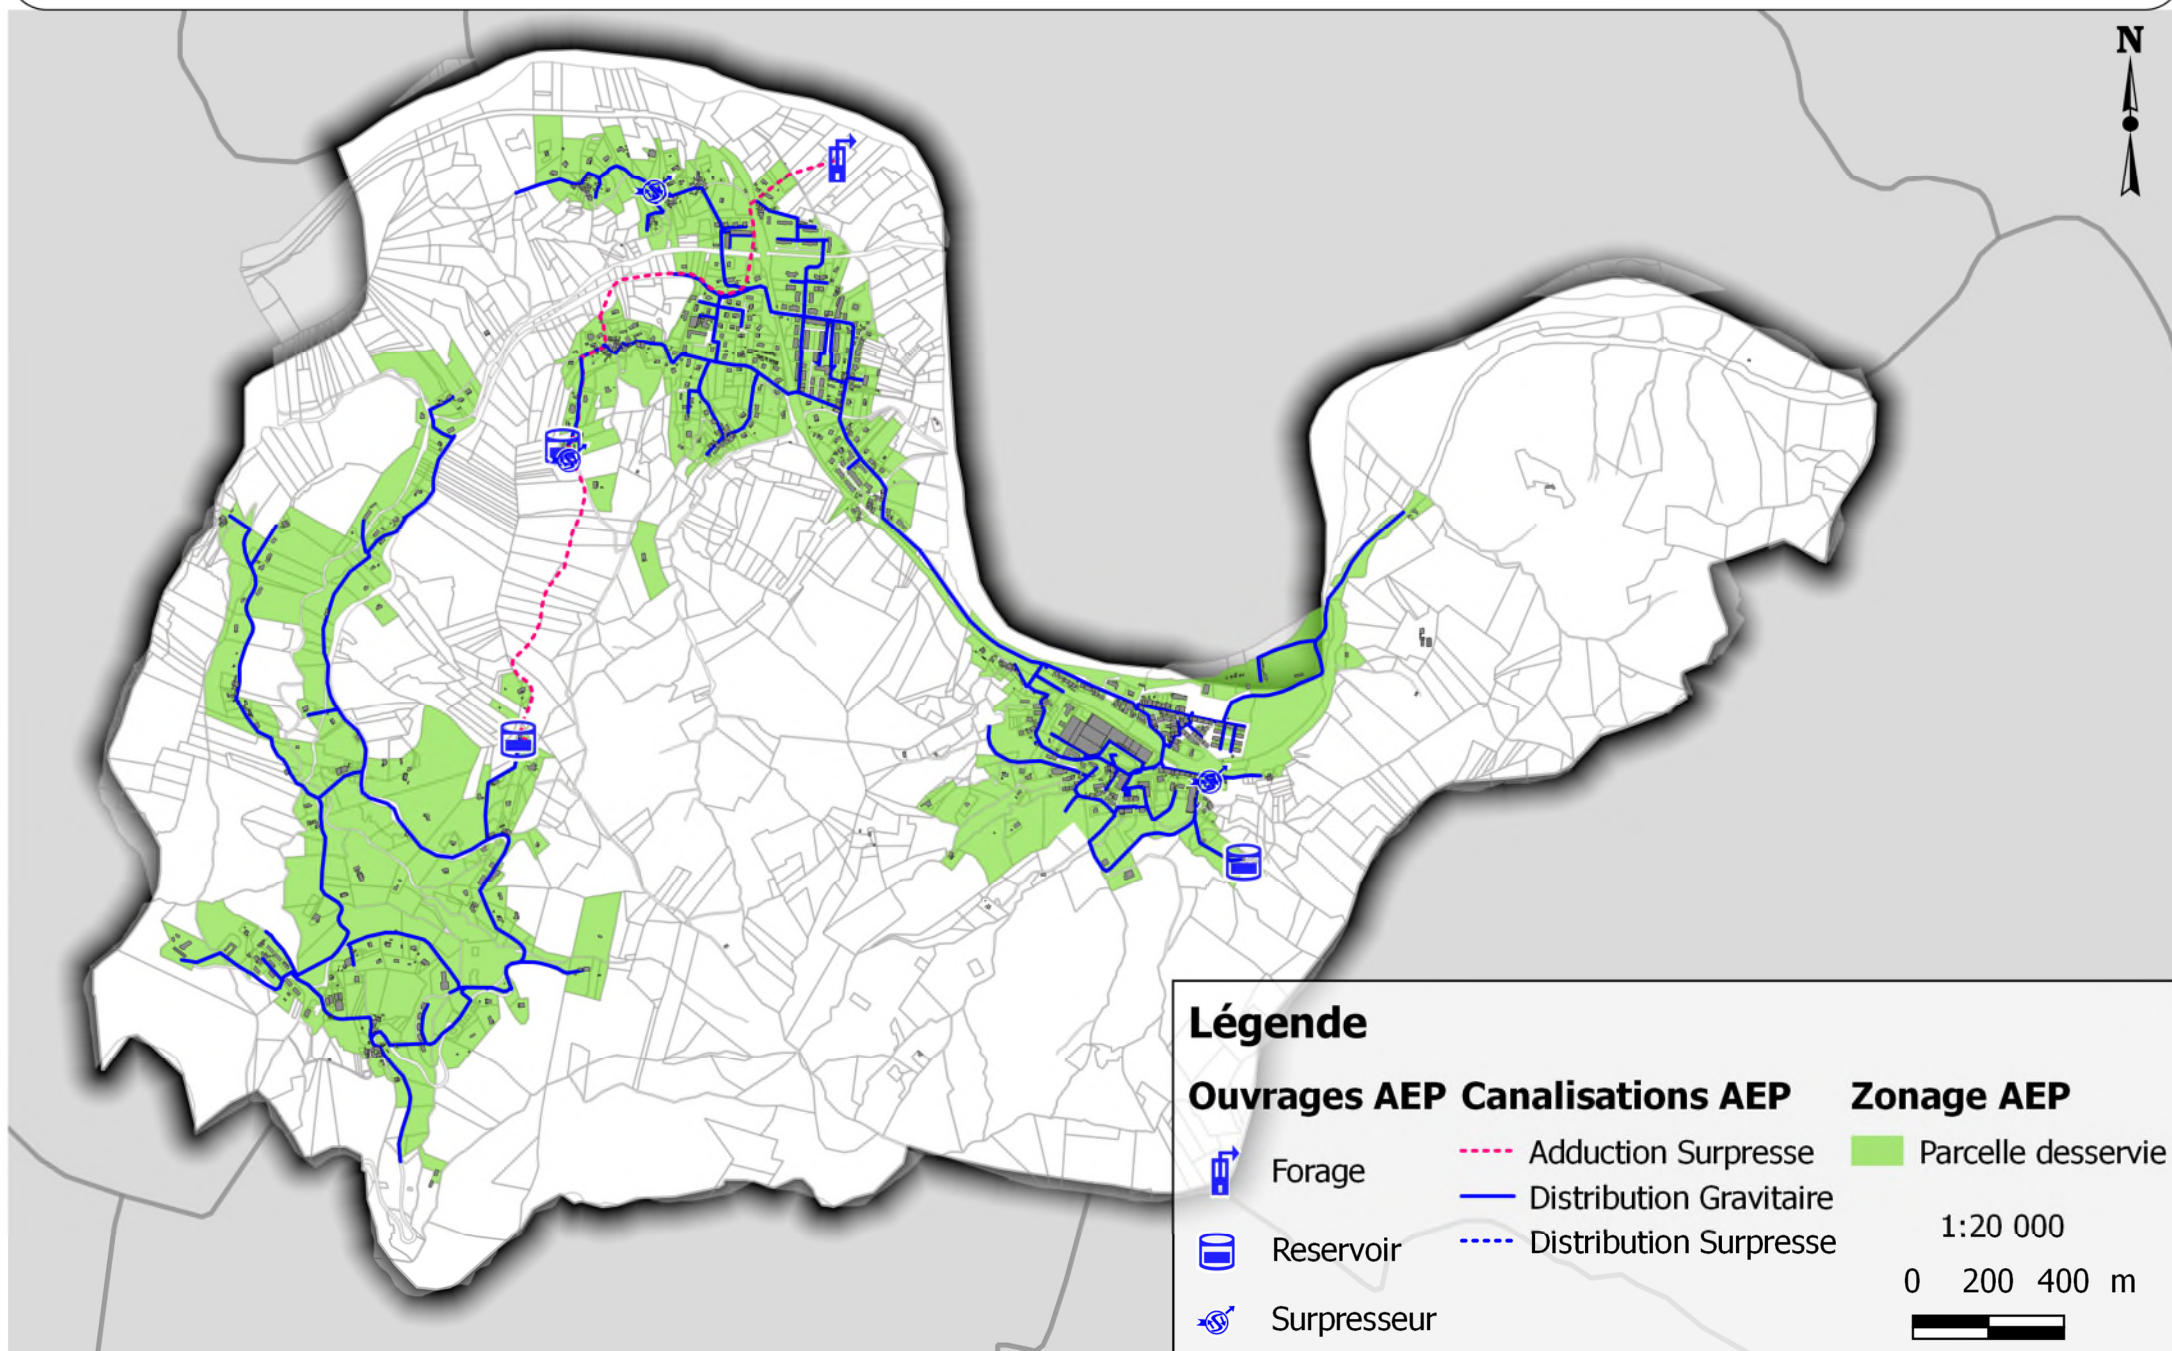 N
Légende
Ouvrages AEP
Forage
Reservoir
Surpresseur
Canalisations AEP
Adduction Surpresse
Distribution Gravitaire
Distribution Surpresse
Zonage AEP
Parcelle desservie
1:20 000
0 200 400 m